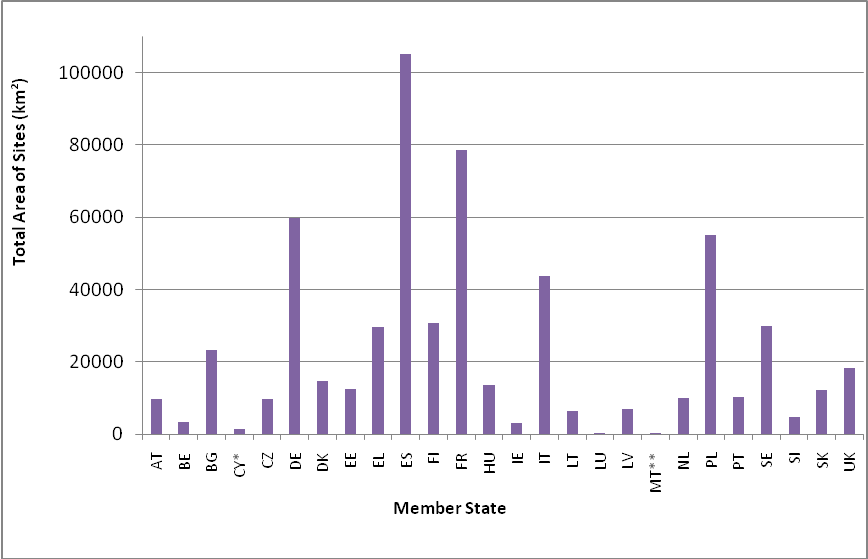 Total Area of Sites (km²)
100000
80000
60000
40000
20000
0
AT
BE
BG
CY*
CZ
DE
DK
EE
EL
ES
FI
FR
HU
IE
IT
LT
LU
LV
MT**
NL
PL
PT
SE
SI
SK
UK
Member State